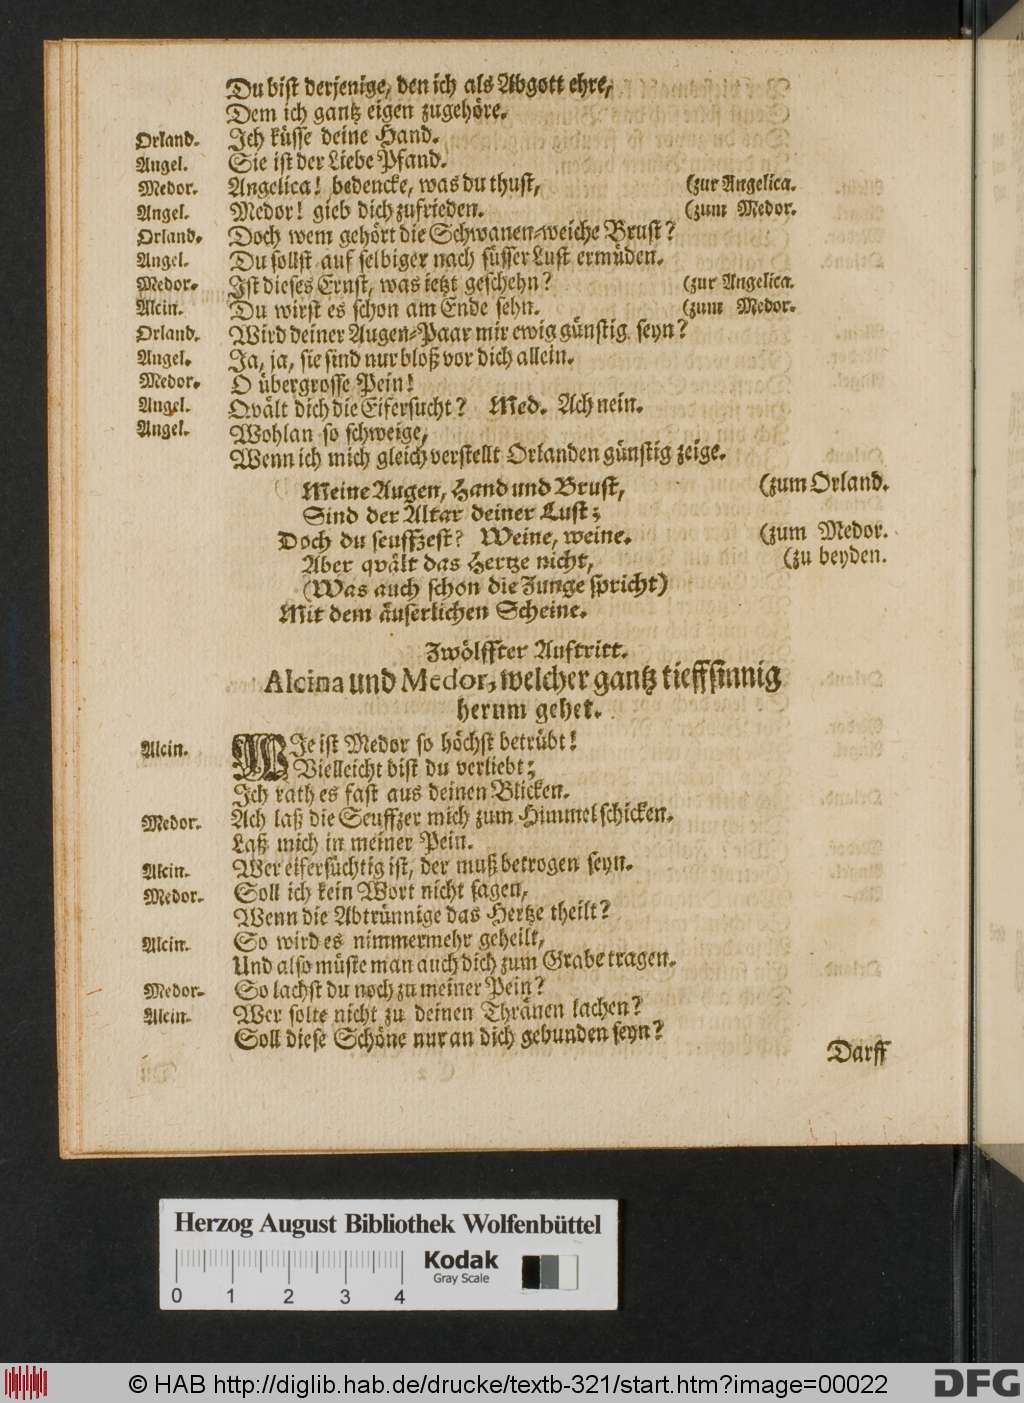 Du bist derjenige, den ich als Abgott ehre,
Dem ich gantz eigen zugehöre.
Orland. Ich küsse deine Hand.
Angel. Sie ist der Liebe Pfand.
Medor. Angelica! bedencke, was du thust, (zur Angelica.
Angel. Medor! gieb dich zufrieden. (zum Medor.
Orland. Doch wem gehört die Schwanen-weiche Brust?
Angel. Du sollst auf selbiger nach süsser Lust ermüden.
Medor. Ist dieses Ernst, was ietzt geschehn? (zur Angelica.
Alcin. Du wirst es schon am Ende sehn. (zum Medor.
Orland. Wird deiner Augen-Paar mir ewig günstig seyn?
Angel. Ja, ja, sie sind nur bloß vor dich allein.
Medor. O übergrosse Pein!
Angel. Qvält dich die Eifersucht? Med. Ach nein.
Angel. Wohlan so schweige,
Wenn ich mich gleich verstellt Orlanden günstig zeige.
Meine Augen, Hand und Brust, (zum Orland.
Sind der Altar deiner Lust;
Doch du seuffzest? Weine, weine. (zum Medor.
Aber qvält das Hertze nicht, (zu beyden.
(Was auch schon die Zunge spricht)
Mit dem äuserlichen Scheine.
Zwölffter Auftritt.
Alcina und Medor, welcher gantz tieffsinnig
herum gehet.
Alcin. WIe ist Medor so höchst betrübt!
Vielleicht bist du verliebt;
Ich rath es fast aus deinen Blicken.
Medor. Ach laß die Seuffzer mich zum Himmel schicken.
Laß mich in meiner Pein.
Alcin. Wer eifersüchtig ist, der muß betrogen seyn.
Medor. Soll ich kein Wort nicht sagen,
Wenn die Abtrünnige das Hertze theilt?
Alcin. So wird es nimmermehr geheilt,
Und also müste man auch dich zum Grabe tragen.
Medor. So lachst du noch zu meiner Pein?
Alcin. Wer solte nicht zu deinen Thränen lachen?
Soll diese Schöne nur an dich gebunden seyn?
Darff
Herzog August Bibliothek Wolfenbüttel
Kodak
Gray Scale
0 1 2 3 4
© HAB http://diglib.hab.de/drucke/textb-321/start.htm?image=00022
DFG